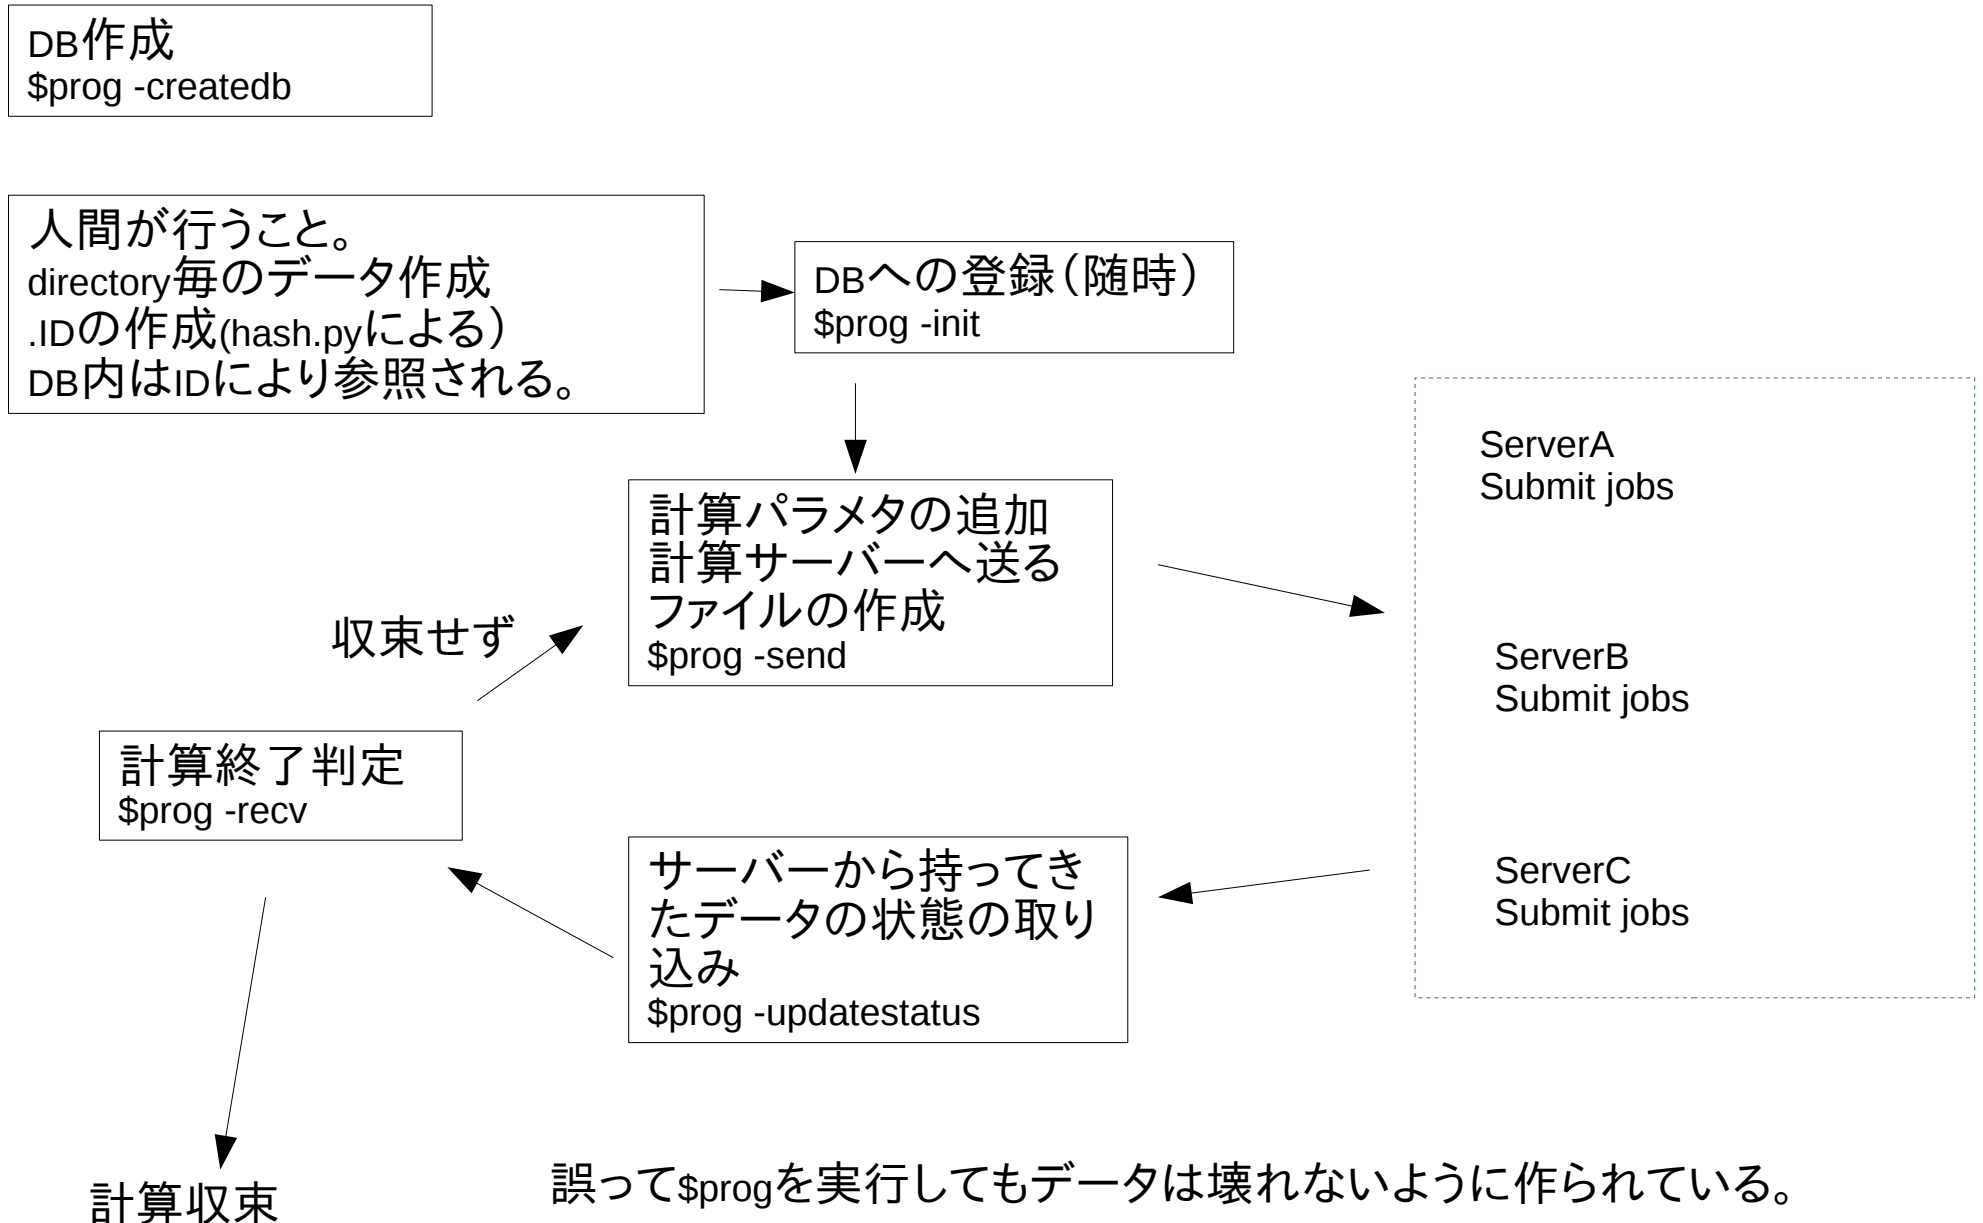 DB作成
$prog -createdb
人間が行うこと。
directory毎のデータ作成
.IDの作成(hash.pyによる）
DB内はIDにより参照される。
DBへの登録（随時）
$prog -init
計算パラメタの追加
計算サーバーへ送る
ファイルの作成
$prog -send
ServerA
Submit jobs
ServerB
Submit jobs
ServerC
Submit jobs
収束せず
計算終了判定
$prog -recv
サーバーから持ってき
たデータの状態の取り
込み
$prog -updatestatus
計算収束
誤って$progを実行してもデータは壊れないように作られている。